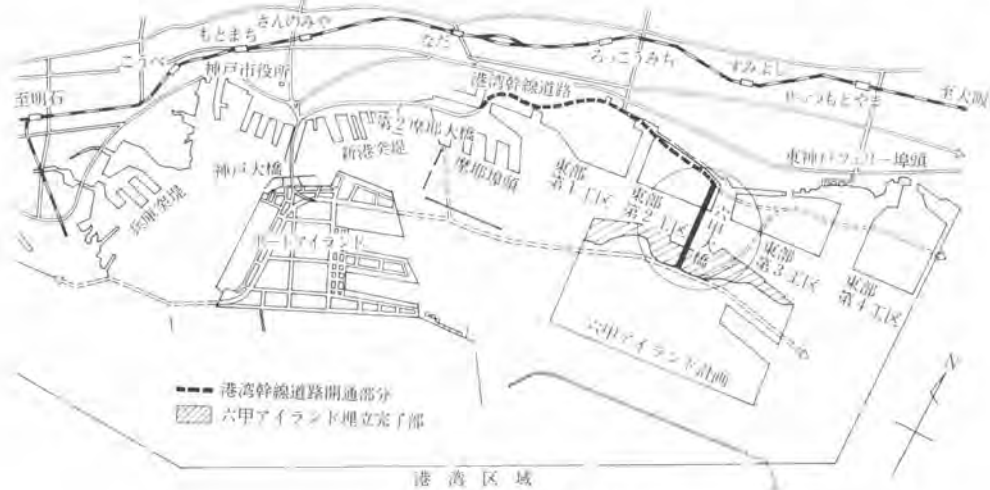 さんのみや
もとまち
こうべ
なだ
ろっこうみち
すみよし
せっつもとやま
至明石
至大阪
神戸市役所
港湾幹線道路
第2摩耶大橋
新港突堤
摩耶埠頭
神戸大橋
兵庫突堤
ポートアイランド
東神戸フェリー埠頭
東部
第1工区
東部
第2工区
六甲大橋
東部
第3工区
東部
第4工区
六甲アイランド計画
N
港湾幹線道路開通部分
六甲アイランド埋立完了部
港湾区域